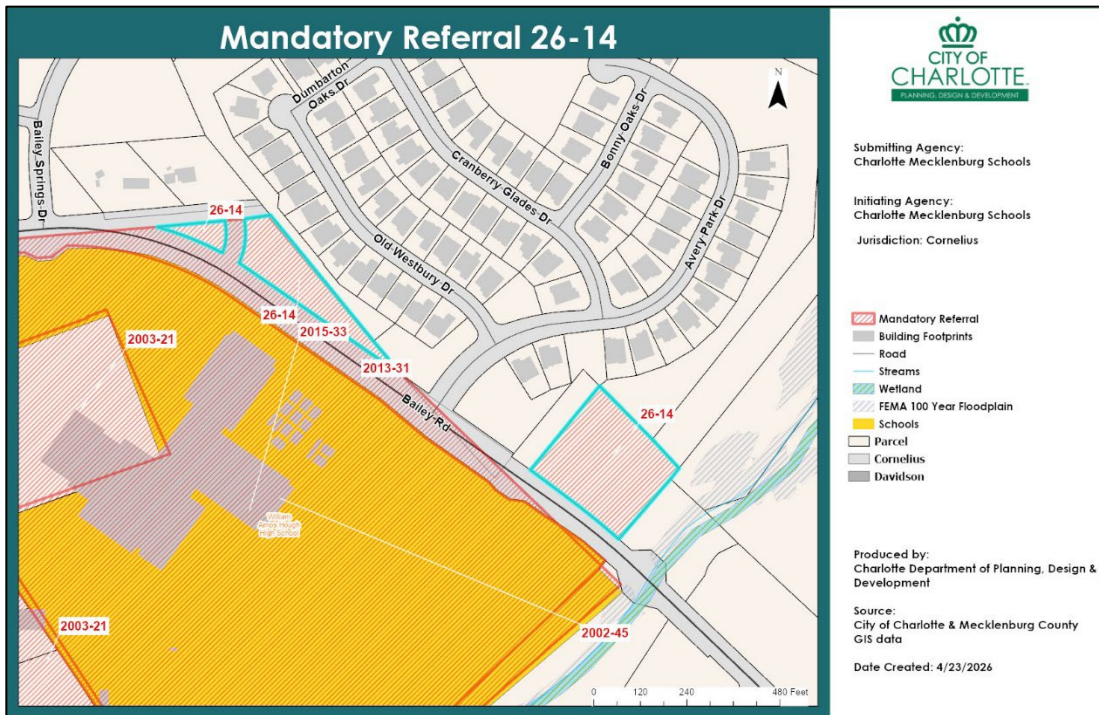 Mandatory Referral 26-14
N
Dumbarton
Oaks Dr
Bailey Springs Dr
Cranberry Glades Dr
Bonny Oaks Dr
Avery Park Dr
Old Westbury Dr
26-14
26-14
2015-33
2003-21
2013-31
Bailey Rd
26-14
William
Amos Hough
High School
2003-21
2002-45
0 120 240 480 Feet
CITY OF
CHARLOTTE
PLANNING, DESIGN & DEVELOPMENT
Submitting Agency:
Charlotte Mecklenburg Schools
Initiating Agency:
Charlotte Mecklenburg Schools
Jurisdiction: Cornelius
Mandatory Referral
Building Footprints
Road
Streams
Wetland
FEMA 100 Year Floodplain
Schools
Parcel
Cornelius
Davidson
Produced by:
Charlotte Department of Planning, Design &
Development
Source:
City of Charlotte & Mecklenburg County
GIS data
Date Created: 4/23/2026